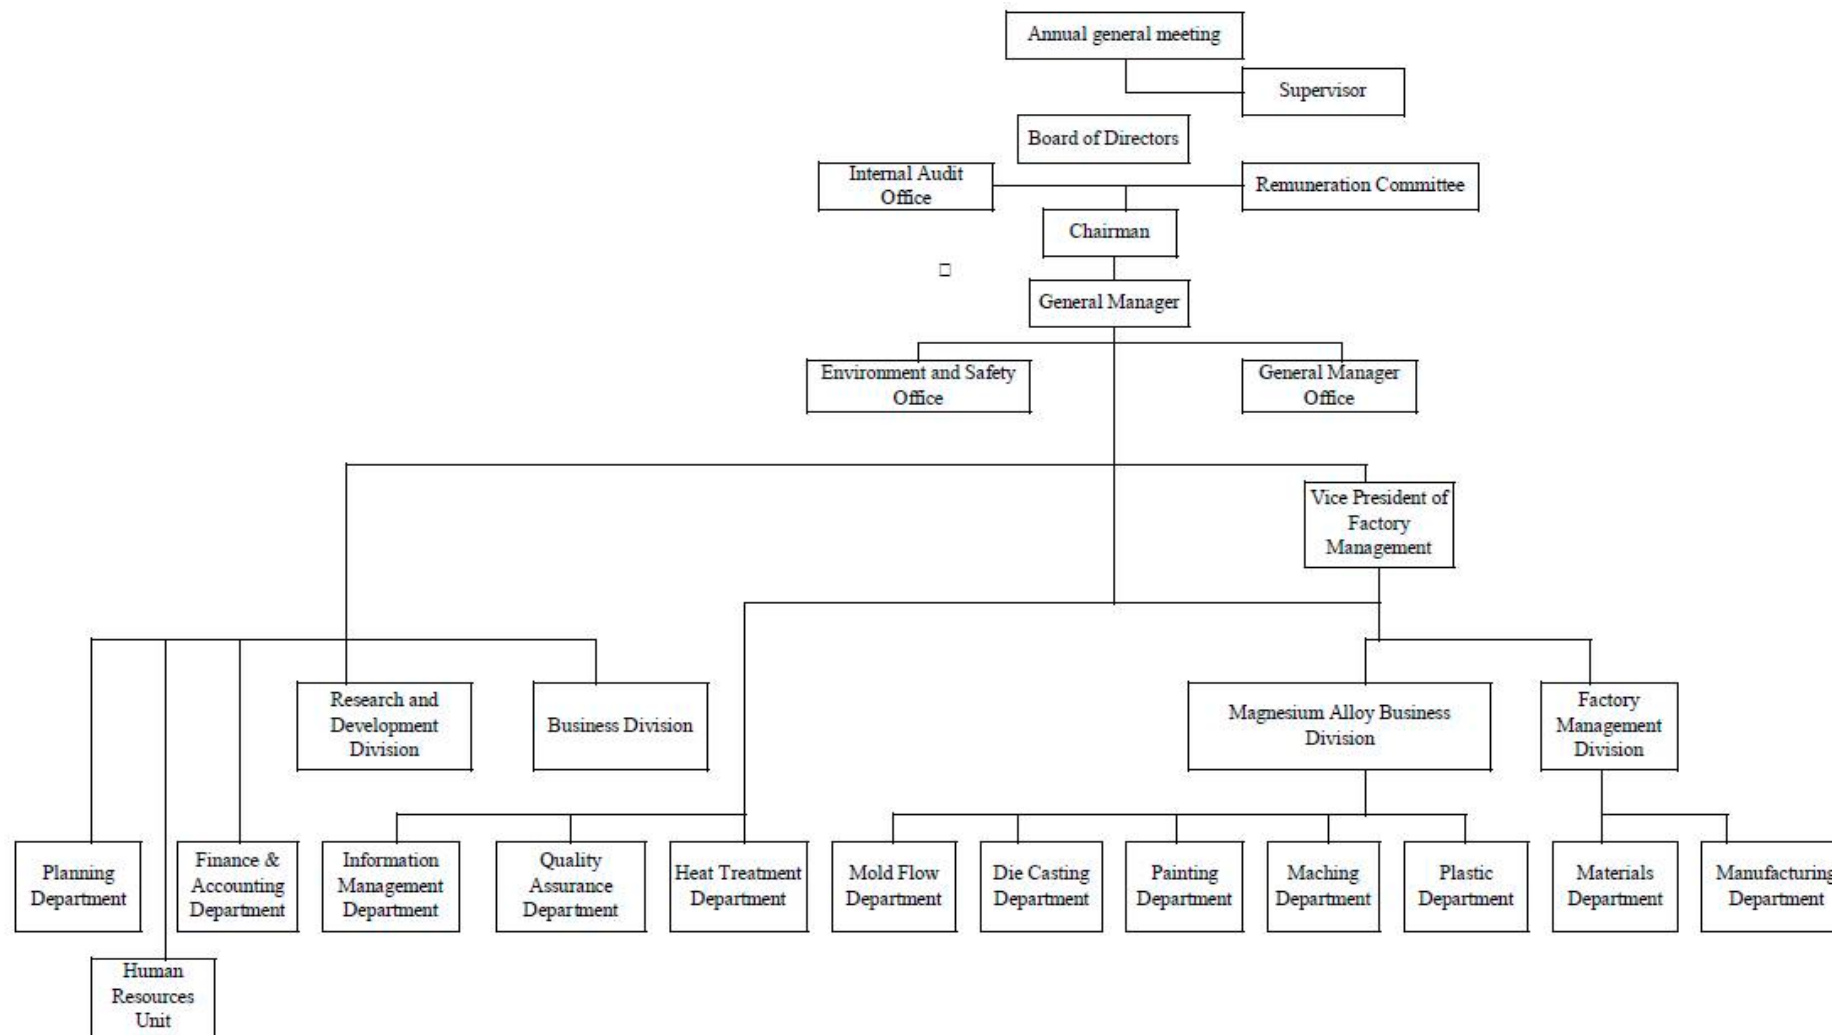 Annual general meeting
Supervisor
Board of Directors
Internal Audit
Office
Remuneration Committee
Chairman
General Manager
Environment and Safety
Office
General Manager
Office
Vice President of
Factory
Management
Research and
Development
Division
Business Division
Magnesium Alloy Business
Division
Factory
Management
Division
Planning
Department
Finance &
Accounting
Department
Information
Management
Department
Quality
Assurance
Department
Heat Treatment
Department
Mold Flow
Department
Die Casting
Department
Painting
Department
Maching
Department
Plastic
Department
Materials
Department
Manufacturing
Department
Human
Resources
Unit